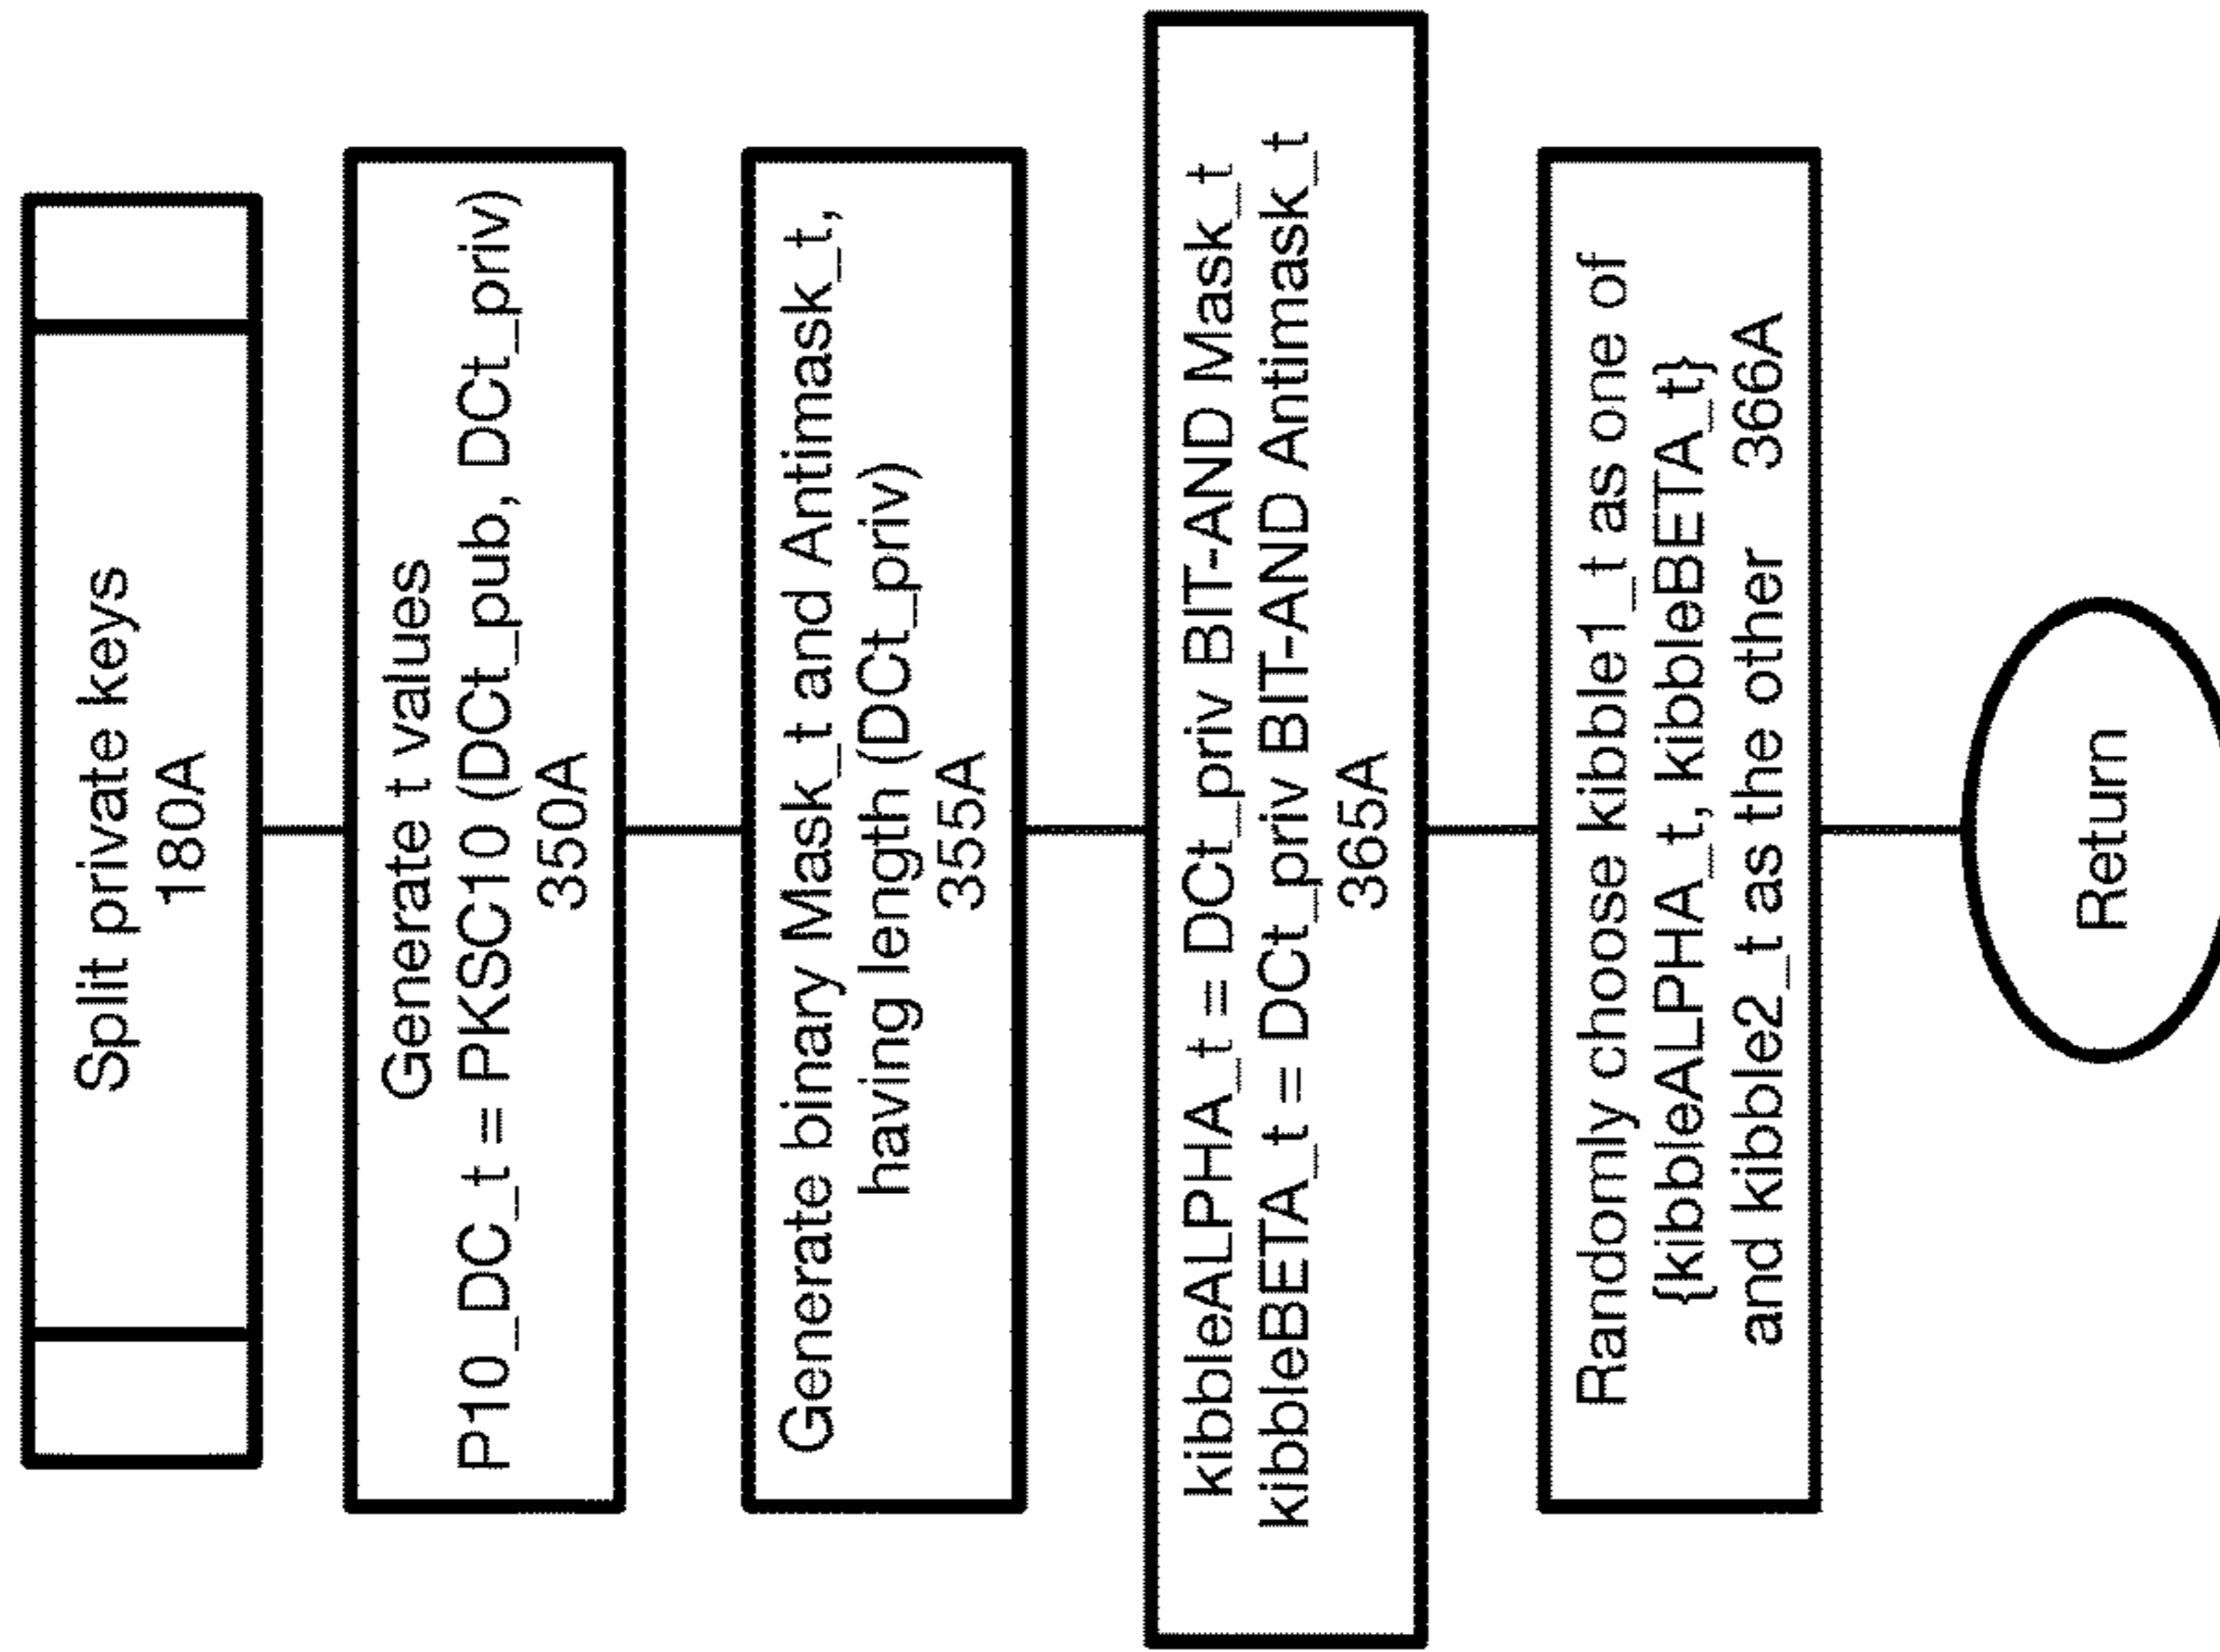 Split private keys
180A
Generate t values
P10_DC_t = PKSC10 (DCt_pub, DCt_priv)
350A
Generate binary Mask_t and Antimask_t,
having length (DCt_priv)
355A
kibbleALPHA_t = DCt_priv BIT-AND Mask_t
kibbleBETA_t = DCt_priv BIT-AND Antimask_t
365A
Randomly choose kibble1_t as one of
{kibbleALPHA_t, kibbleBETA_t}
and kibble2_t as the other 366A
Return